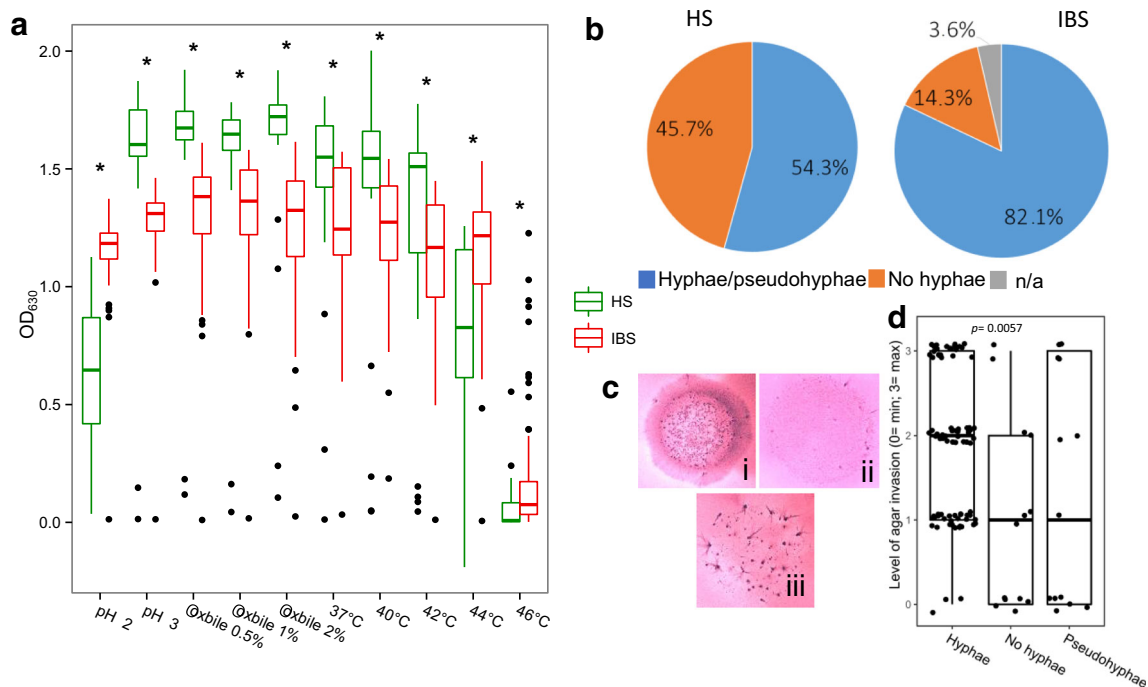 a
2.0
1.5
1.0
0.5
0.0
OD630
* * * * * * * * * *
pH 2
pH 3
Oxbile 0.5%
Oxbile 1%
Oxbile 2%
37°C
40°C
42°C
44°C
46°C
HS
IBS
b
HS
IBS
45.7%
54.3%
3.6%
14.3%
82.1%
Hyphae/pseudohyphae No hyphae n/a
c
i
ii
iii
d
p= 0.0057
Level of agar invasion (0= min; 3= max)
3
2
1
0
Hyphae
No hyphae
Pseudohyphae